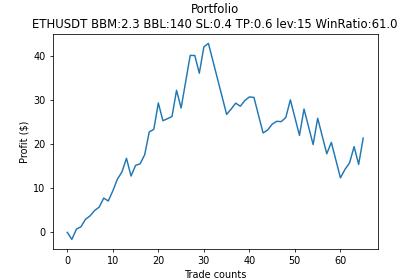 Portfolio
ETHUSDT BBM:2.3 BBL:140 SL:0.4 TP:0.6 lev:15 WinRatio:61.0
Profit ($)
40
30
20
10
0
0 10 20 30 40 50 60
Trade counts